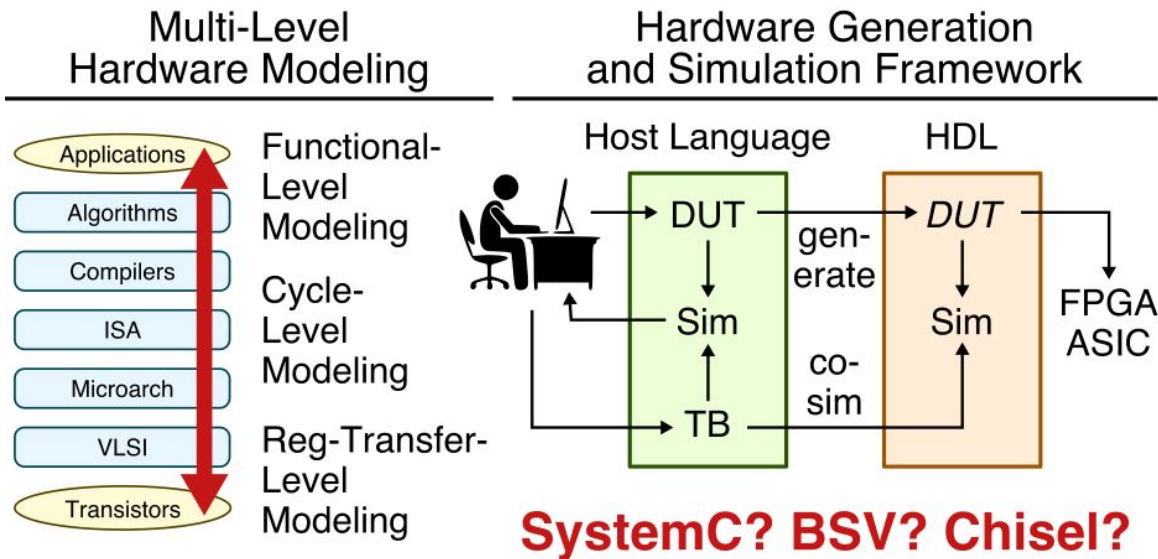 Multi-Level
Hardware Modeling
Applications
Algorithms
Compilers
ISA
Microarch
VLSI
Transistors
Functional-
Level
Modeling
Cycle-
Level
Modeling
Reg-Transfer-
Level
Modeling
Hardware Generation
and Simulation Framework
Host Language
HDL
DUT
gen-
erate
DUT
Sim
Sim
FPGA
ASIC
co-
sim
TB
SystemC? BSV? Chisel?